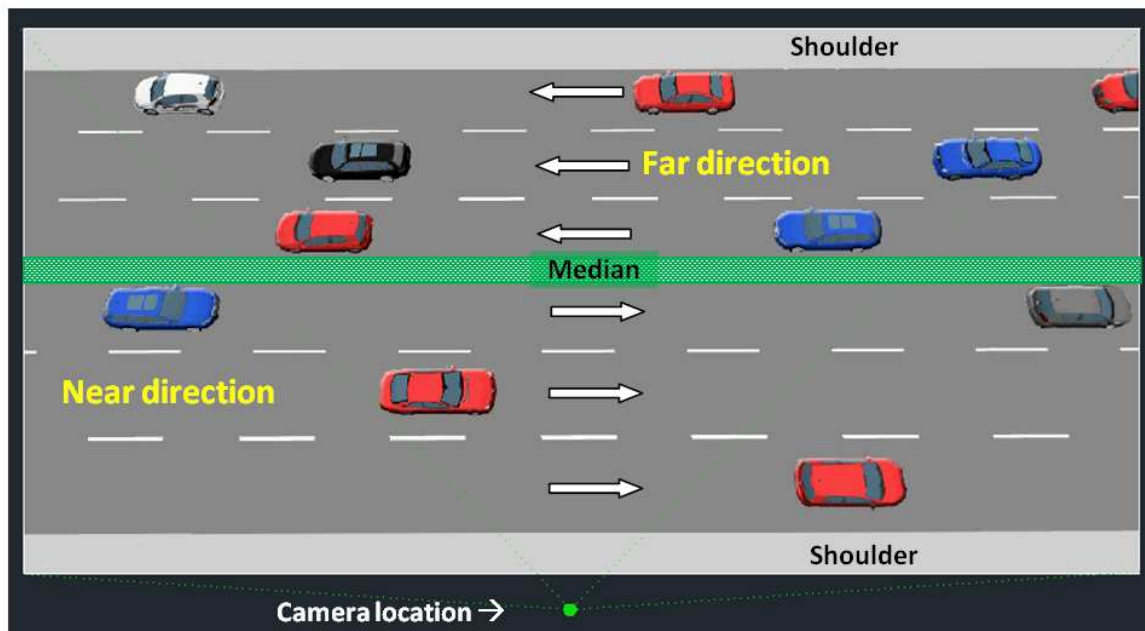 Shoulder
Far direction
Median
Near direction
Shoulder
Camera location →